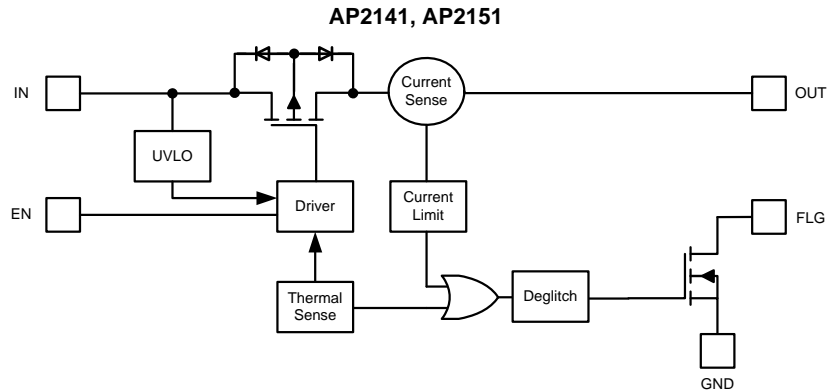 AP2141, AP2151
IN
Current
Sense
OUT
UVLO
EN
Driver
Current
Limit
FLG
Thermal
Sense
Deglitch
GND